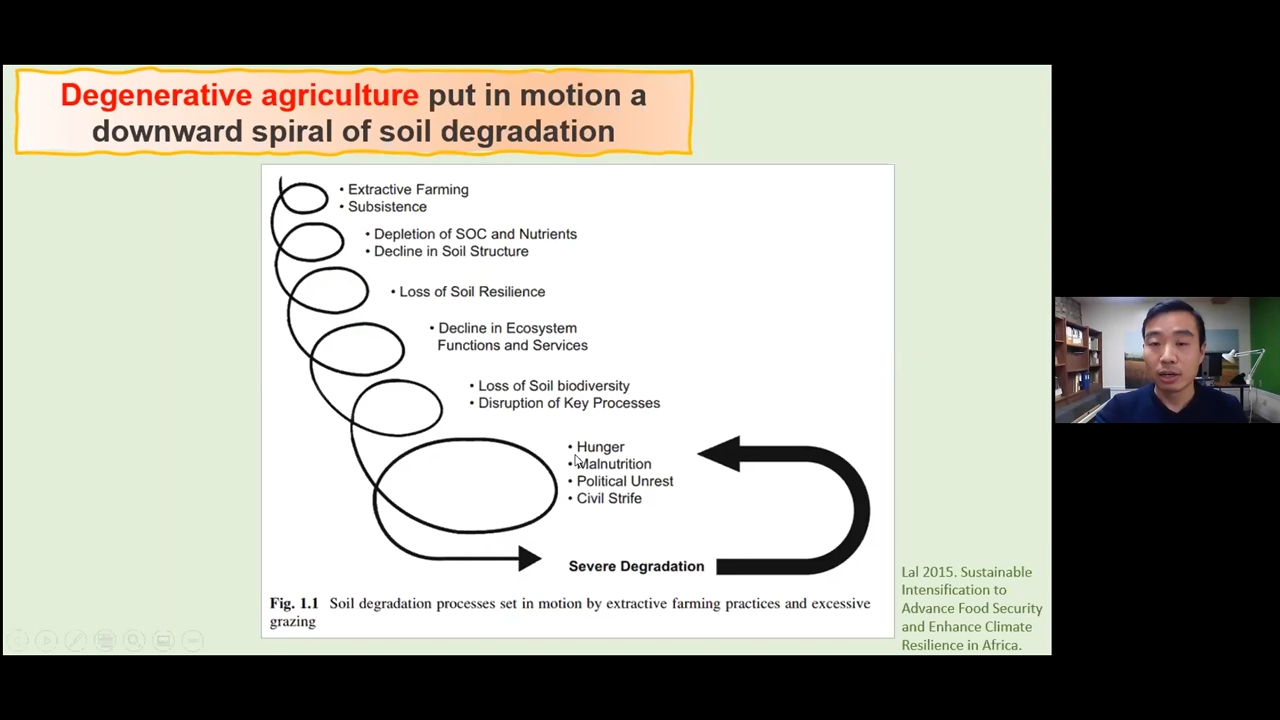 Degenerative agriculture put in motion a
downward spiral of soil degradation
• Extractive Farming
• Subsistence
• Depletion of SOC and Nutrients
• Decline in Soil Structure
• Loss of Soil Resilience
• Decline in Ecosystem
Functions and Services
• Loss of Soil biodiversity
• Disruption of Key Processes
• Hunger
• Malnutrition
• Political Unrest
• Civil Strife
Severe Degradation
Fig. 1.1 Soil degradation processes set in motion by extractive farming practices and excessive
grazing
Lal 2015. Sustainable
Intensification to
Advance Food Security
and Enhance Climate
Resilience in Africa.